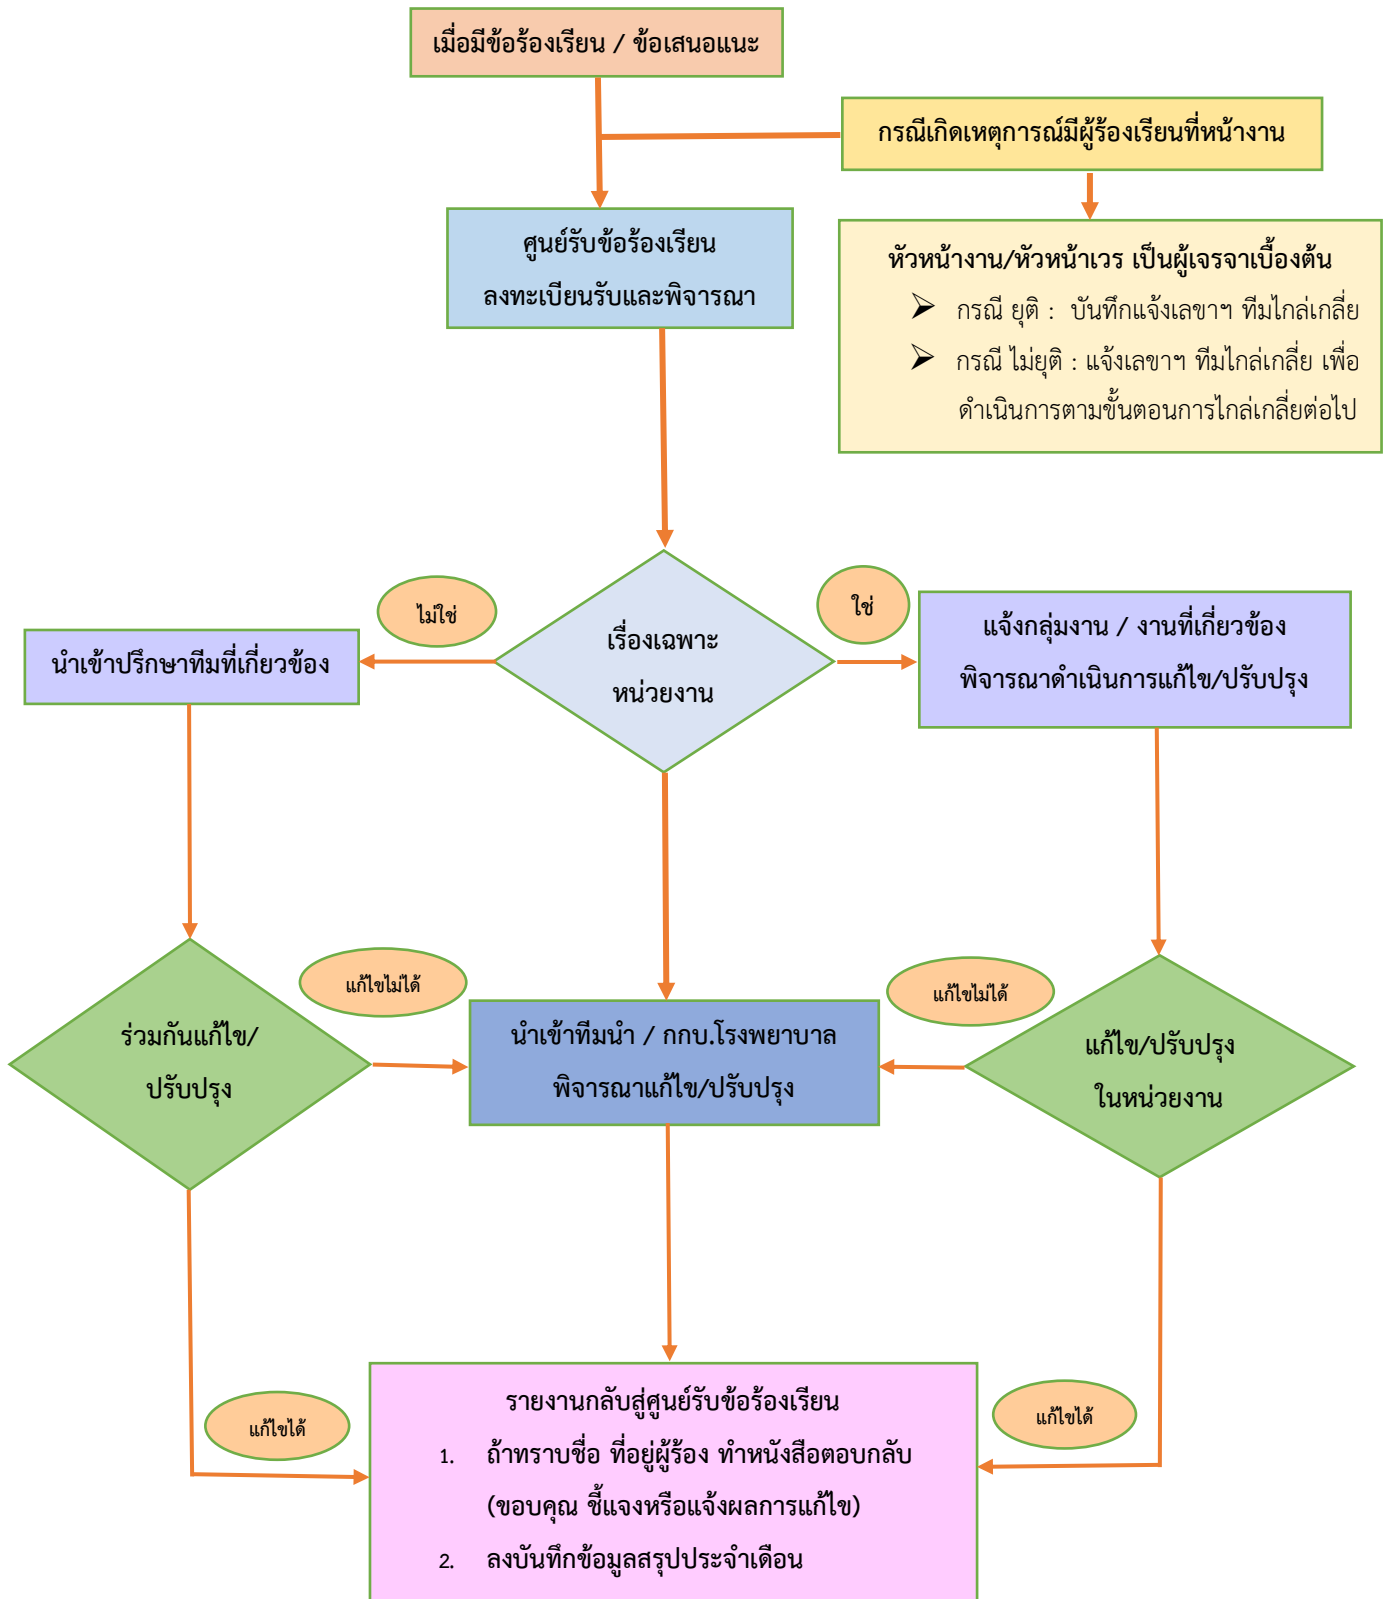 เมื่อมีข้อร้องเรียน / ข้อเสนอแนะ
กรณีเกิดเหตุการณ์มีผู้ร้องเรียนที่หน้างาน
ศูนย์รับข้อร้องเรียน
ลงทะเบียนรับและพิจารณา
หัวหน้างาน/หัวหน้าเวร เป็นผู้เจรจาเบื้องต้น
➢ กรณี ยุติ : บันทึกแจ้งเลขาฯ ทีมไกล่เกลี่ย
➢ กรณี ไม่ยุติ : แจ้งเลขาฯ ทีมไกล่เกลี่ย เพื่อ
ดำเนินการตามขั้นตอนการไกล่เกลี่ยต่อไป
ไม่ใช่
ใช่
เรื่องเฉพาะ
หน่วยงาน
นำเข้าปรึกษาทีมที่เกี่ยวข้อง
แจ้งกลุ่มงาน / งานที่เกี่ยวข้อง
พิจารณาดำเนินการแก้ไข/ปรับปรุง
แก้ไขไม่ได้
แก้ไขไม่ได้
ร่วมกันแก้ไข/
ปรับปรุง
นำเข้าทีมนำ / กกบ.โรงพยาบาล
พิจารณาแก้ไข/ปรับปรุง
แก้ไข/ปรับปรุง
ในหน่วยงาน
แก้ไขได้
แก้ไขได้
รายงานกลับสู่ศูนย์รับข้อร้องเรียน
1. ถ้าทราบชื่อ ที่อยู่ผู้ร้อง ทำหนังสือตอบกลับ
(ขอบคุณ ชี้แจงหรือแจ้งผลการแก้ไข)
2. ลงบันทึกข้อมูลสรุปประจำเดือน